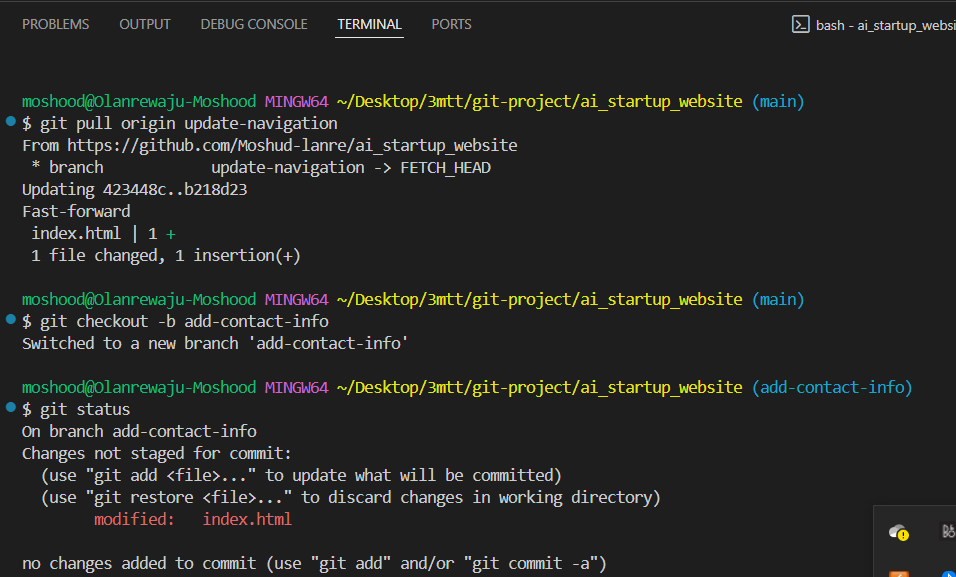 PROBLEMS OUTPUT DEBUG CONSOLE TERMINAL PORTS bash - ai_startup_websi
moshood@Olanrewaju-Moshood MINGW64 ~/Desktop/3mtt/git-project/ai_startup_website (main)
$ git pull origin update-navigation
From https://github.com/Moshud-lanre/ai_startup_website
 * branch            update-navigation -> FETCH_HEAD
Updating 423448c..b218d23
Fast-forward
 index.html | 1 +
 1 file changed, 1 insertion(+)
moshood@Olanrewaju-Moshood MINGW64 ~/Desktop/3mtt/git-project/ai_startup_website (main)
$ git checkout -b add-contact-info
Switched to a new branch 'add-contact-info'
moshood@Olanrewaju-Moshood MINGW64 ~/Desktop/3mtt/git-project/ai_startup_website (add-contact-info)
$ git status
On branch add-contact-info
Changes not staged for commit:
  (use "git add <file>..." to update what will be committed)
  (use "git restore <file>..." to discard changes in working directory)
        modified:   index.html
no changes added to commit (use "git add" and/or "git commit -a")